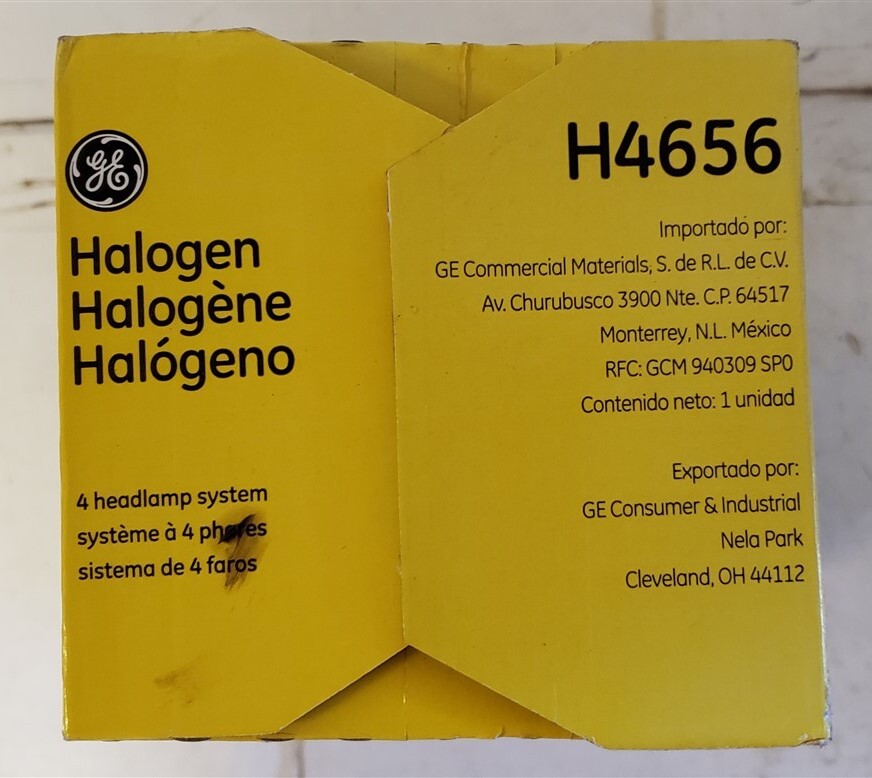 GE
Halogen
Halogène
Halógeno
4 headlamp system
système à 4 phares
sistema de 4 faros
H4656
Importado por:
GE Commercial Materials, S. de R.L. de C.V.
Av. Churubusco 3900 Nte. C.P. 64517
Monterrey, N.L. México
RFC: GCM 940309 SP0
Contenido neto: 1 unidad
Exportado por:
GE Consumer & Industrial
Nela Park
Cleveland, OH 44112